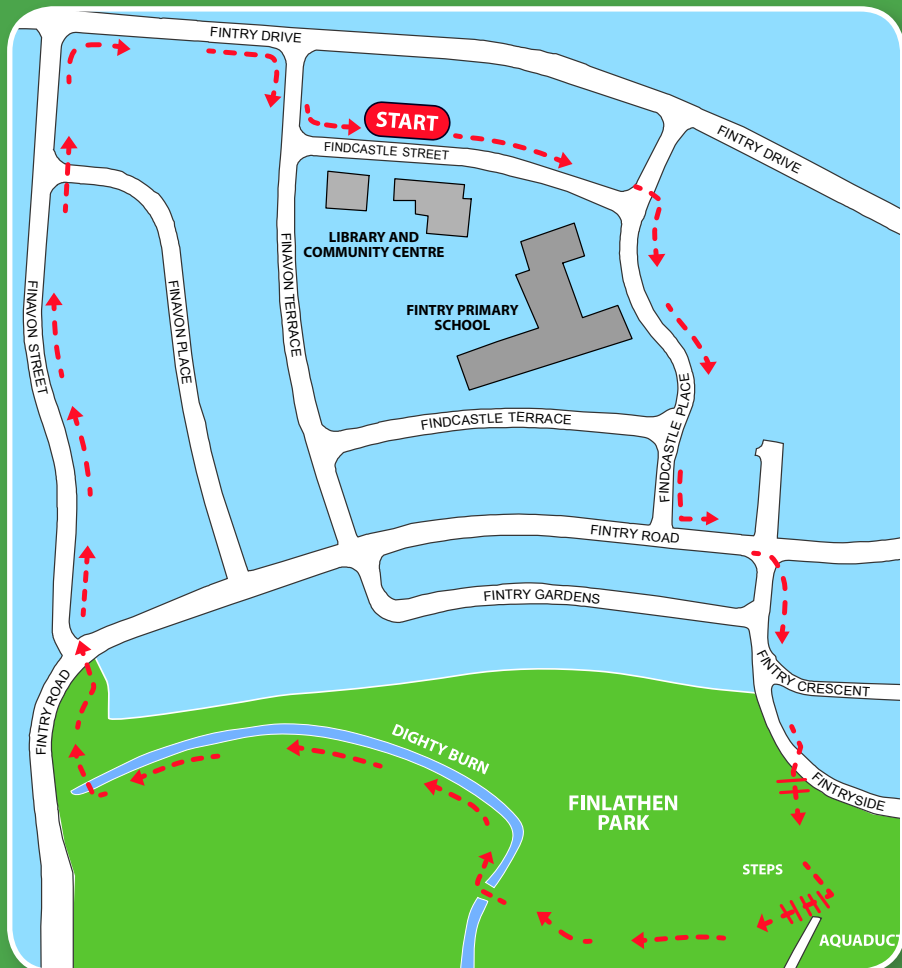 FINTRY DRIVE
START
FINDCASTLE STREET
FINTRY DRIVE
LIBRARY AND
COMMUNITY CENTRE
FINAVON STREET
FINAVON PLACE
FINAVON TERRACE
FINTRY PRIMARY
SCHOOL
FINDCASTLE PLACE
FINDCASTLE TERRACE
FINTRY ROAD
FINTRY GARDENS
FINTRY CRESCENT
FINTRY ROAD
DIGHTY BURN
FINTRYSIDE
FINLATHEN
PARK
STEPS
AQUADUCT